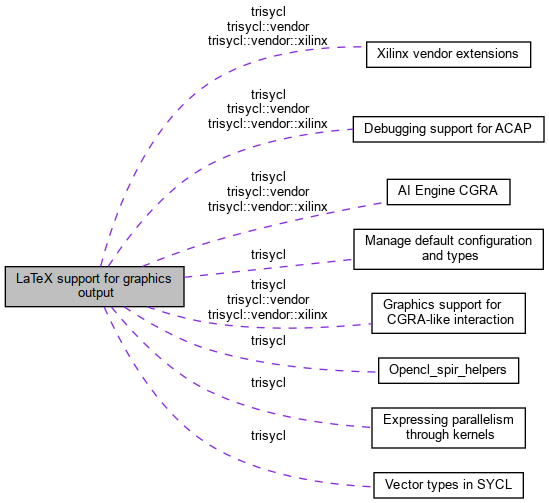 trisycl
trisycl::vendor
trisycl::vendor::xilinx
Xilinx vendor extensions
trisycl
trisycl::vendor
trisycl::vendor::xilinx
Debugging support for ACAP
trisycl
trisycl::vendor
trisycl::vendor::xilinx
AI Engine CGRA
trisycl
Manage default configuration
and types
LaTeX support for graphics
output
trisycl
trisycl::vendor
trisycl::vendor::xilinx
Graphics support for
CGRA-like interaction
trisycl
Opencl_spir_helpers
trisycl
Expressing parallelism
through kernels
trisycl
Vector types in SYCL